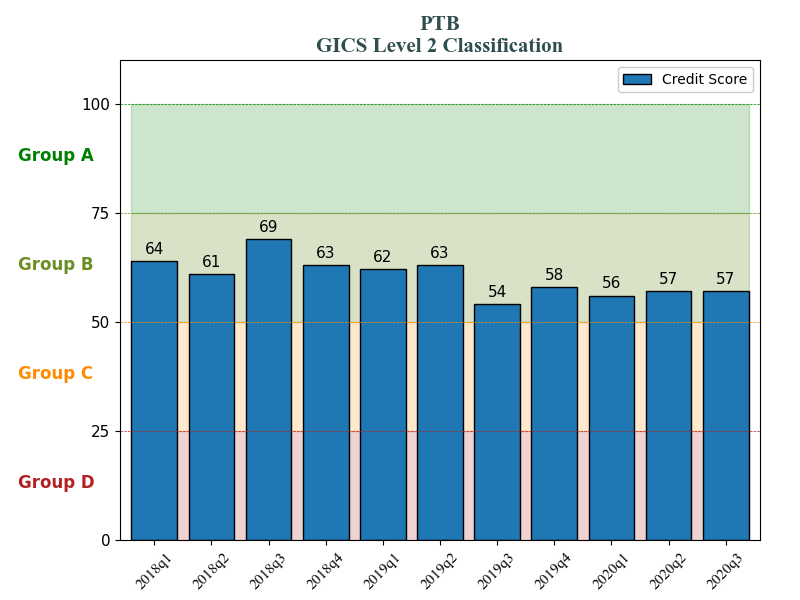 PTB
GICS Level 2 Classification
Credit Score
100
Group A
75
69
64
63
63
62
61
Group B
58
57
57
56
54
50
Group C
25
Group D
0
2018q1 2018q2 2018q3 2018q4 2019q1 2019q2 2019q3 2019q4 2020q1 2020q2 2020q3